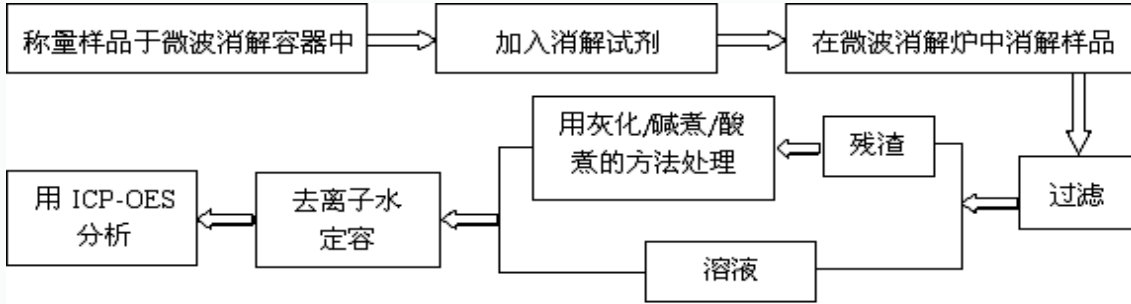 称量样品于微波消解容器中
加入消解试剂
在微波消解炉中消解样品
过滤
残渣
用灰化/碱煮/酸
煮的方法处理
溶液
去离子水
定容
用 ICP-OES
分析